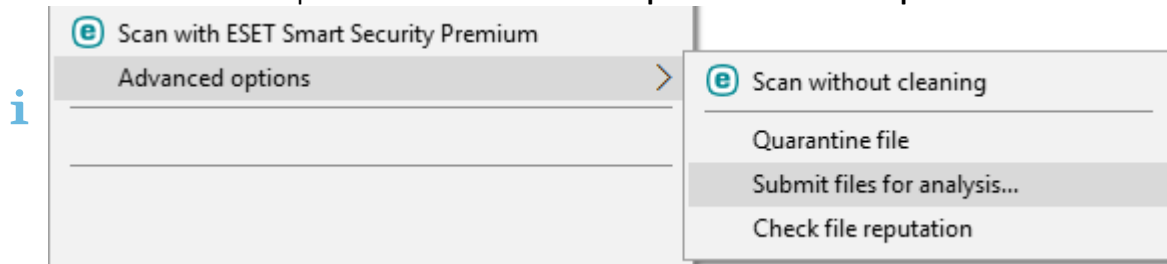 Scan with ESET Smart Security Premium
Advanced options
Scan without cleaning
Quarantine file
Submit files for analysis...
Check file reputation